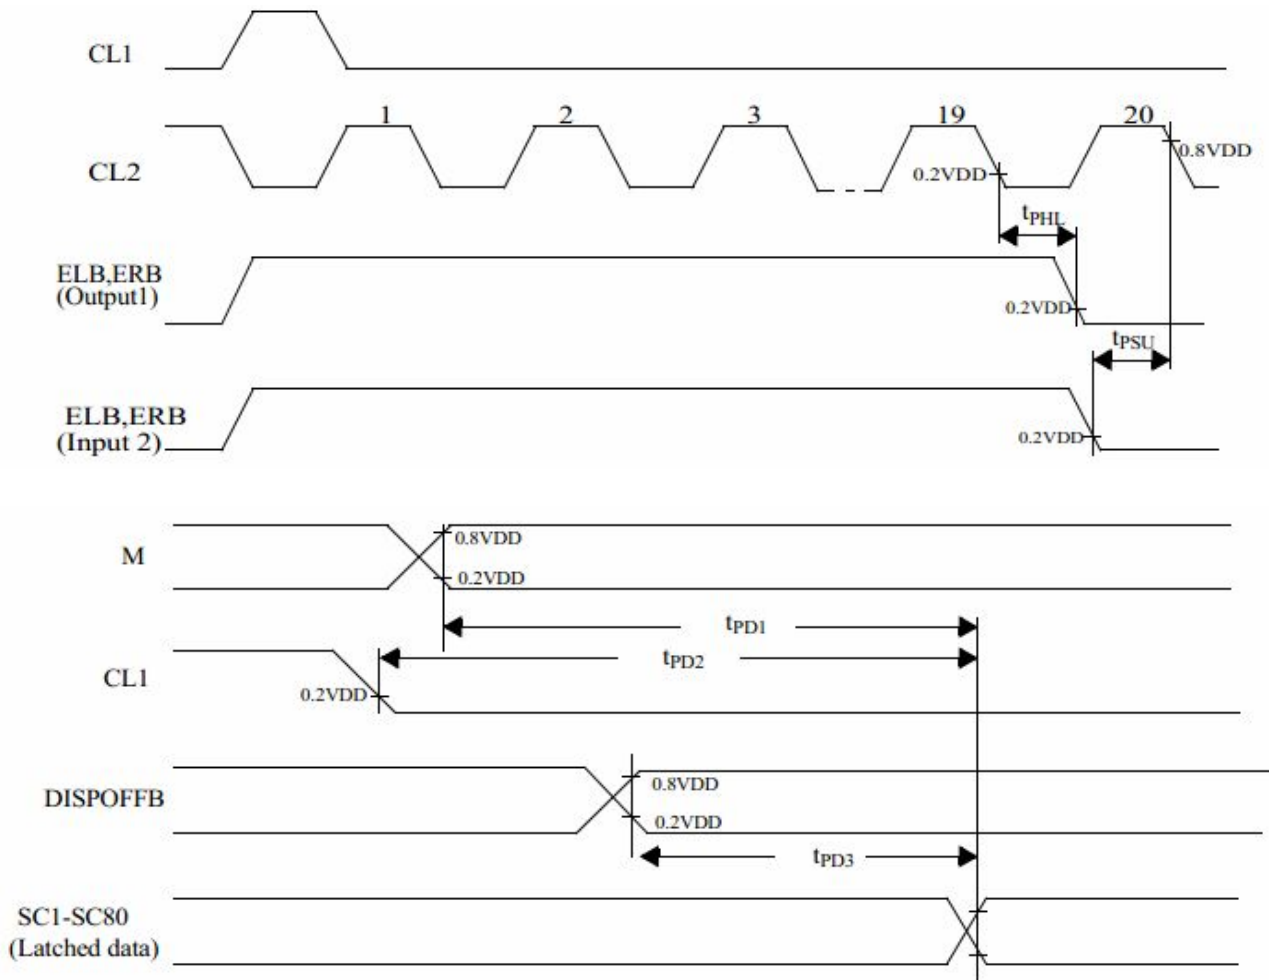 CL1
1 2 3 19 20
CL2
0.2VDD
0.8VDD
tPHL
ELB,ERB
(Output1)
0.2VDD
tPSU
ELB,ERB
(Input 2)
0.2VDD
M
0.8VDD
0.2VDD
tPD1
CL1
tPD2
0.2VDD
DISPOFFB
0.8VDD
0.2VDD
tPD3
SC1-SC80
(Latched data)